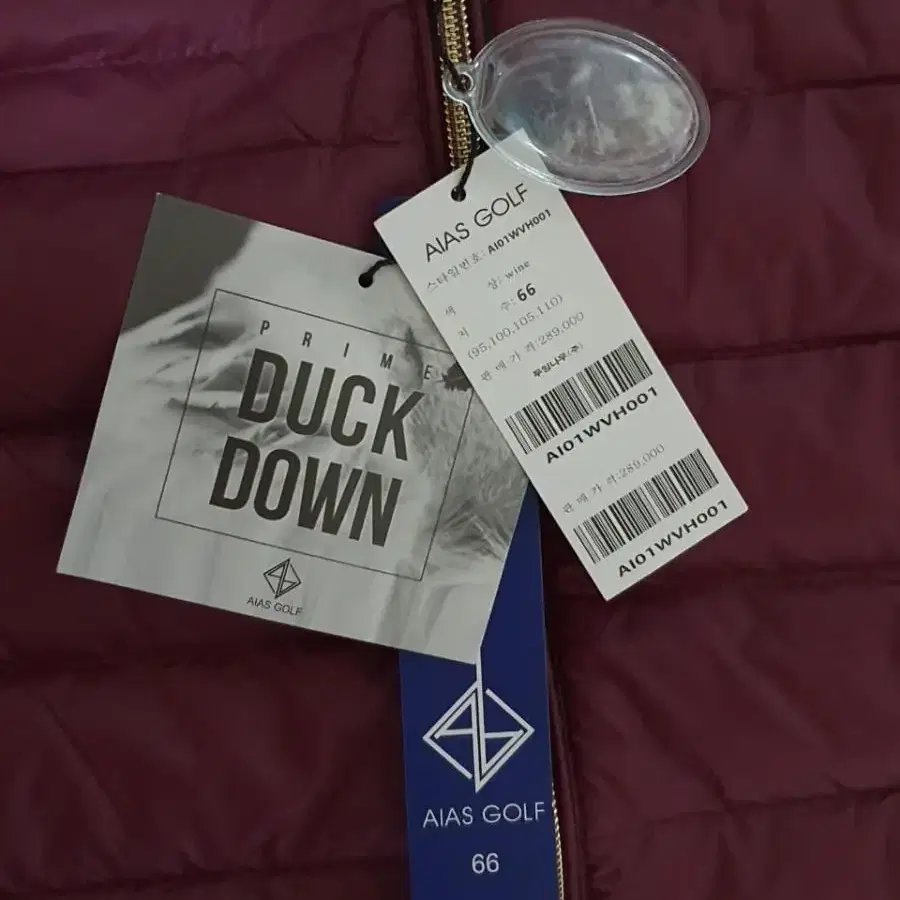 PRIME
DUCK
DOWN
AIAS GOLF
AIAS GOLF
스타일번호: AI01WVH001
색 상: wine
치 수: 66
(95,100,105,110)
판 매 가 격:289,000
AI01WVH001
판 매 가 격:289,000
AI01WVH001
AIAS GOLF
66